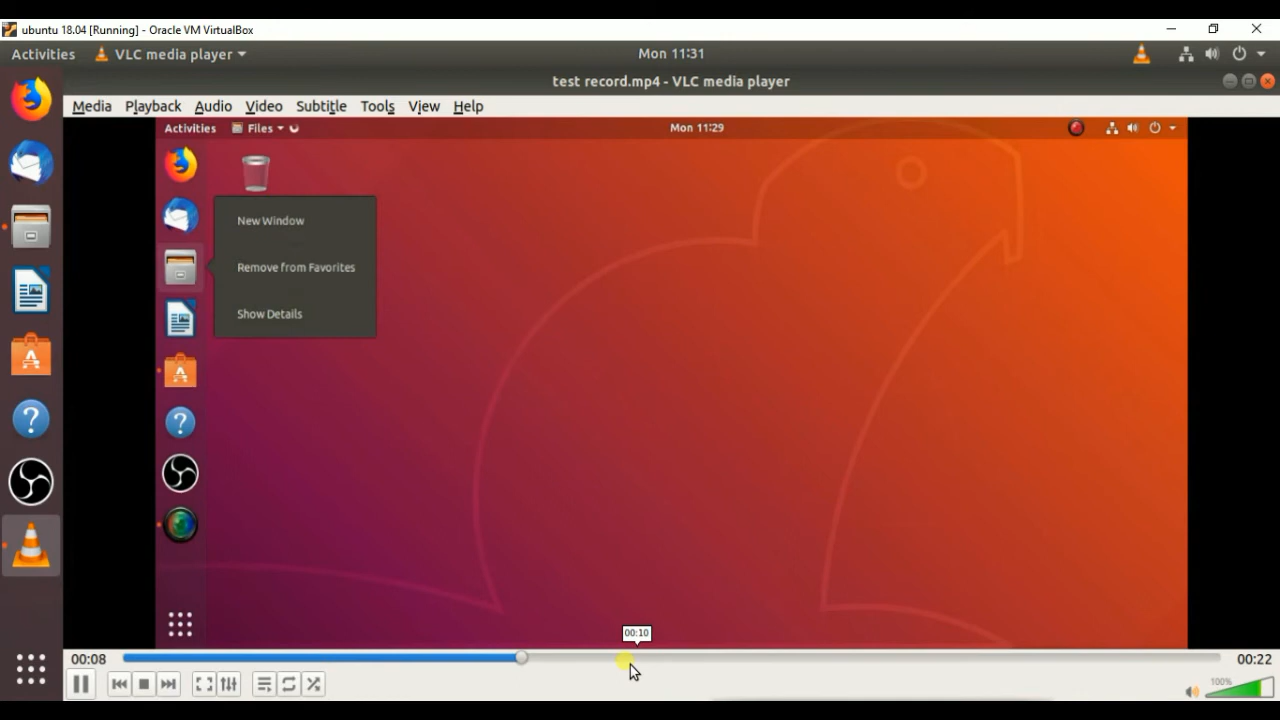 ubuntu 18.04 [Running] - Oracle VM VirtualBox
Activities VLC media player Mon 11:31
test record.mp4 - VLC media player
Media Playback Audio Video Subtitle Tools View Help
Activities Files Mon 11:29
New Window
Remove from Favorites
Show Details
00:10
00:08 00:22
100%